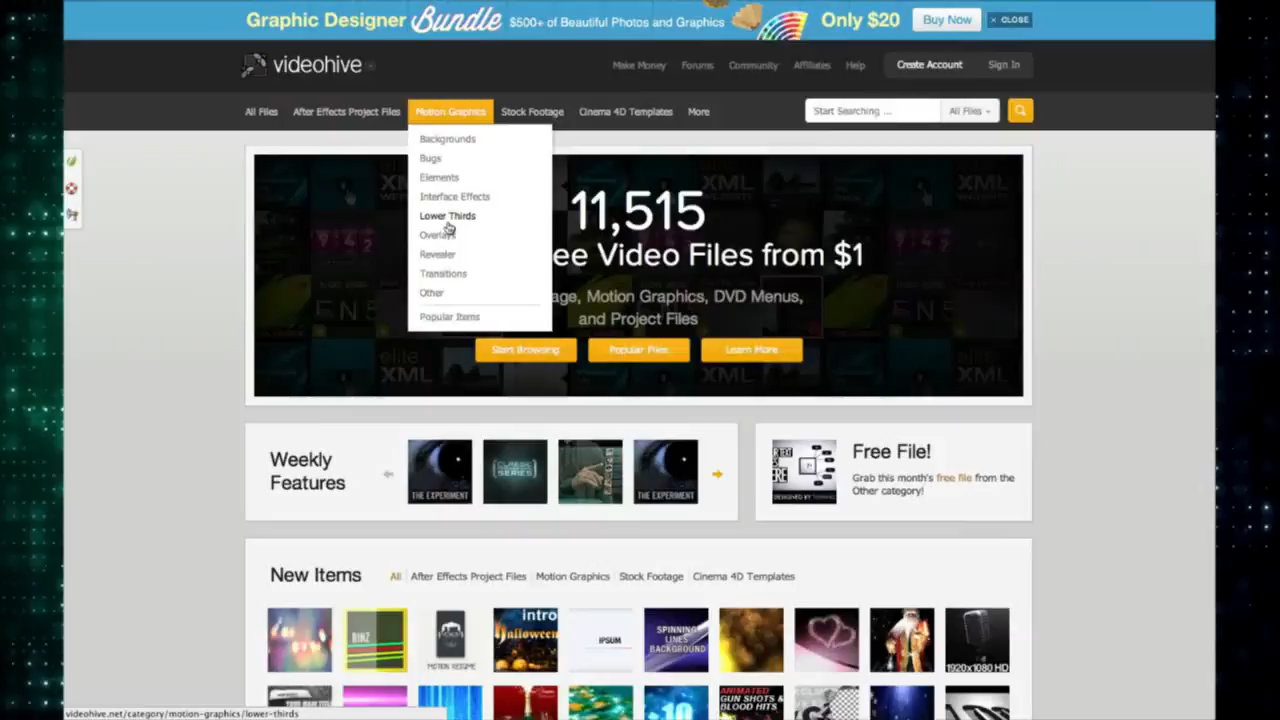 Graphic Designer Bundle $500+ of Beautiful Photos and Graphics Only $20 Buy Now × CLOSE
videohive
Make Money Forums Community Affiliates Help Create Account Sign In
All Files After Effects Project Files Motion Graphics Stock Footage Cinema 4D Templates More Start Searching ... All Files
Backgrounds
Bugs
Elements
Interface Effects
Lower Thirds
Overlays
Revealer
Transitions
Other
Popular Items
11,515
ee Video Files from $1
age, Motion Graphics, DVD Menus,
and Project Files
Start Browsing Popular Files Learn More
Weekly
Features
THE EXPERIMENT
THE EXPERIMENT
Free File!
Grab this month's free file from the
Other category!
New Items All After Effects Project Files Motion Graphics Stock Footage Cinema 4D Templates
BINZ
MOTION REGIME
intro
Halloween
IPSUM
SPINNING
LINES
BACKGROUND
1920x1080 HD
ANIMATED
GUN SHOTS &
BLOOD HITS
videohive.net/category/motion-graphics/lower-thirds